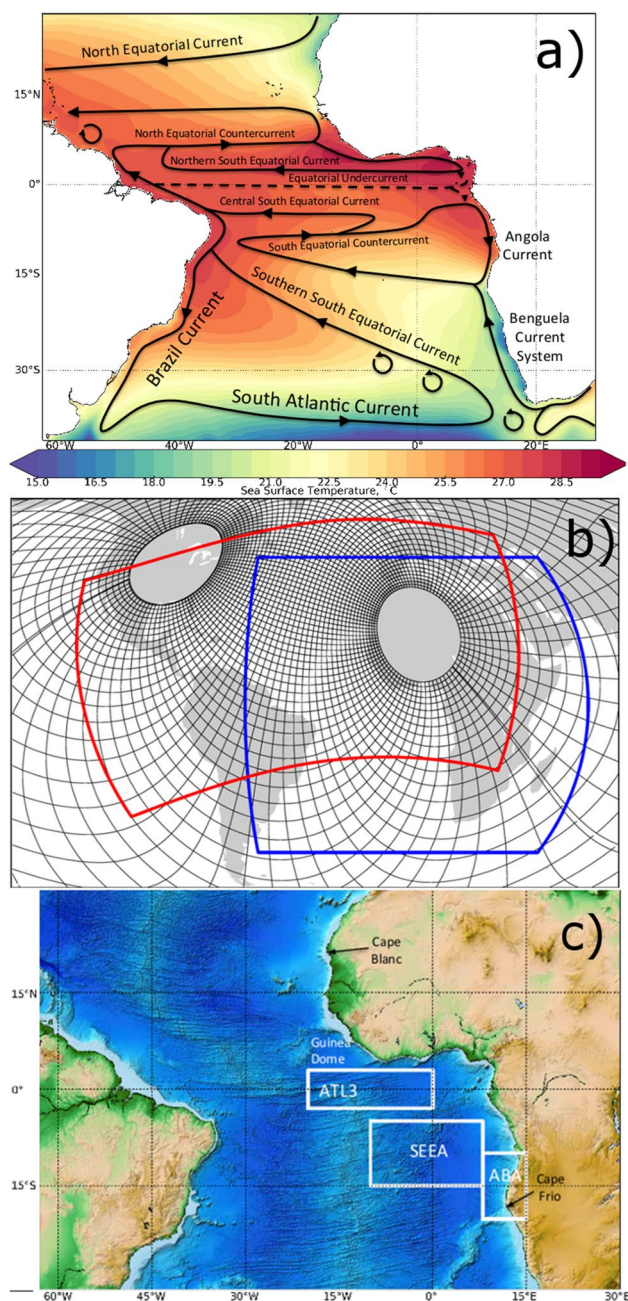 a)
North Equatorial Current
15°N
North Equatorial Countercurrent
Northern South Equatorial Current
Equatorial Undercurrent
0°
Central South Equatorial Current
South Equatorial Countercurrent
Angola
Current
15°S
Southern South Equatorial Current
Benguela
Current
System
Brazil Current
30°S
South Atlantic Current
60°W 40°W 20°W 0° 20°E
15.0 16.5 18.0 19.5 21.0 22.5 24.0 25.5 27.0 28.5
Sea Surface Temperature, °C
b)
c)
Cape
Blanc
15°N
Guinea
Dome
0°
ATL3
SEEA
ABA
15°S
Cape
Frio
60°W 45°W 30°W 15°W 0° 15°E 30°E